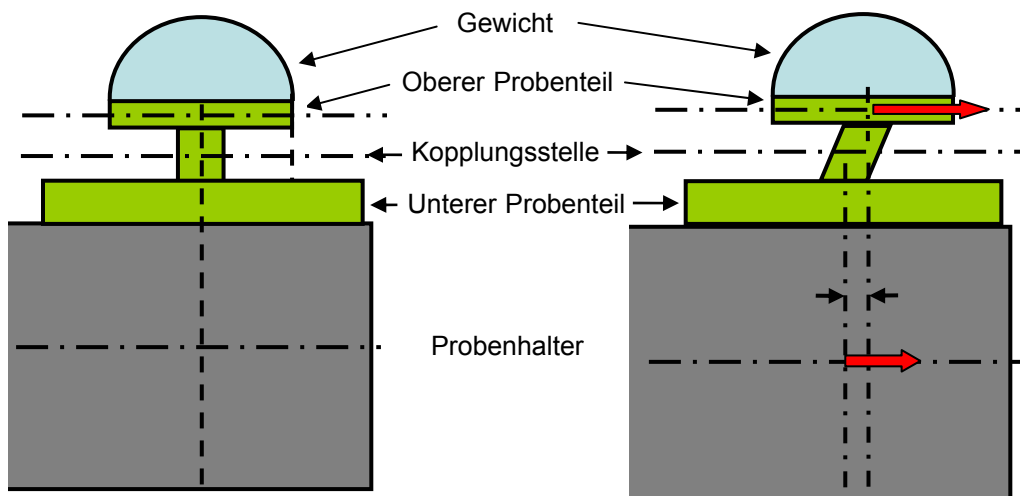 Gewicht
Oberer Probenteil
Kopplungsstelle
Unterer Probenteil
Probenhalter